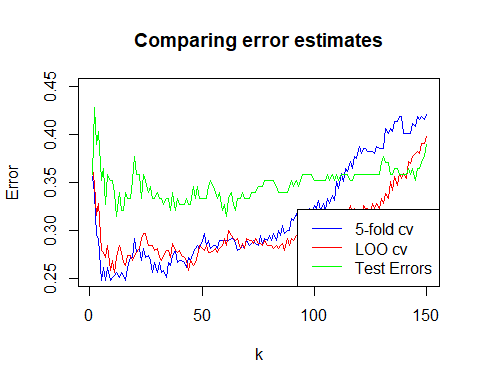 Comparing error estimates
Error
0.45
0.40
0.35
0.30
0.25
5-fold cv
LOO cv
Test Errors
0
50
100
150
k